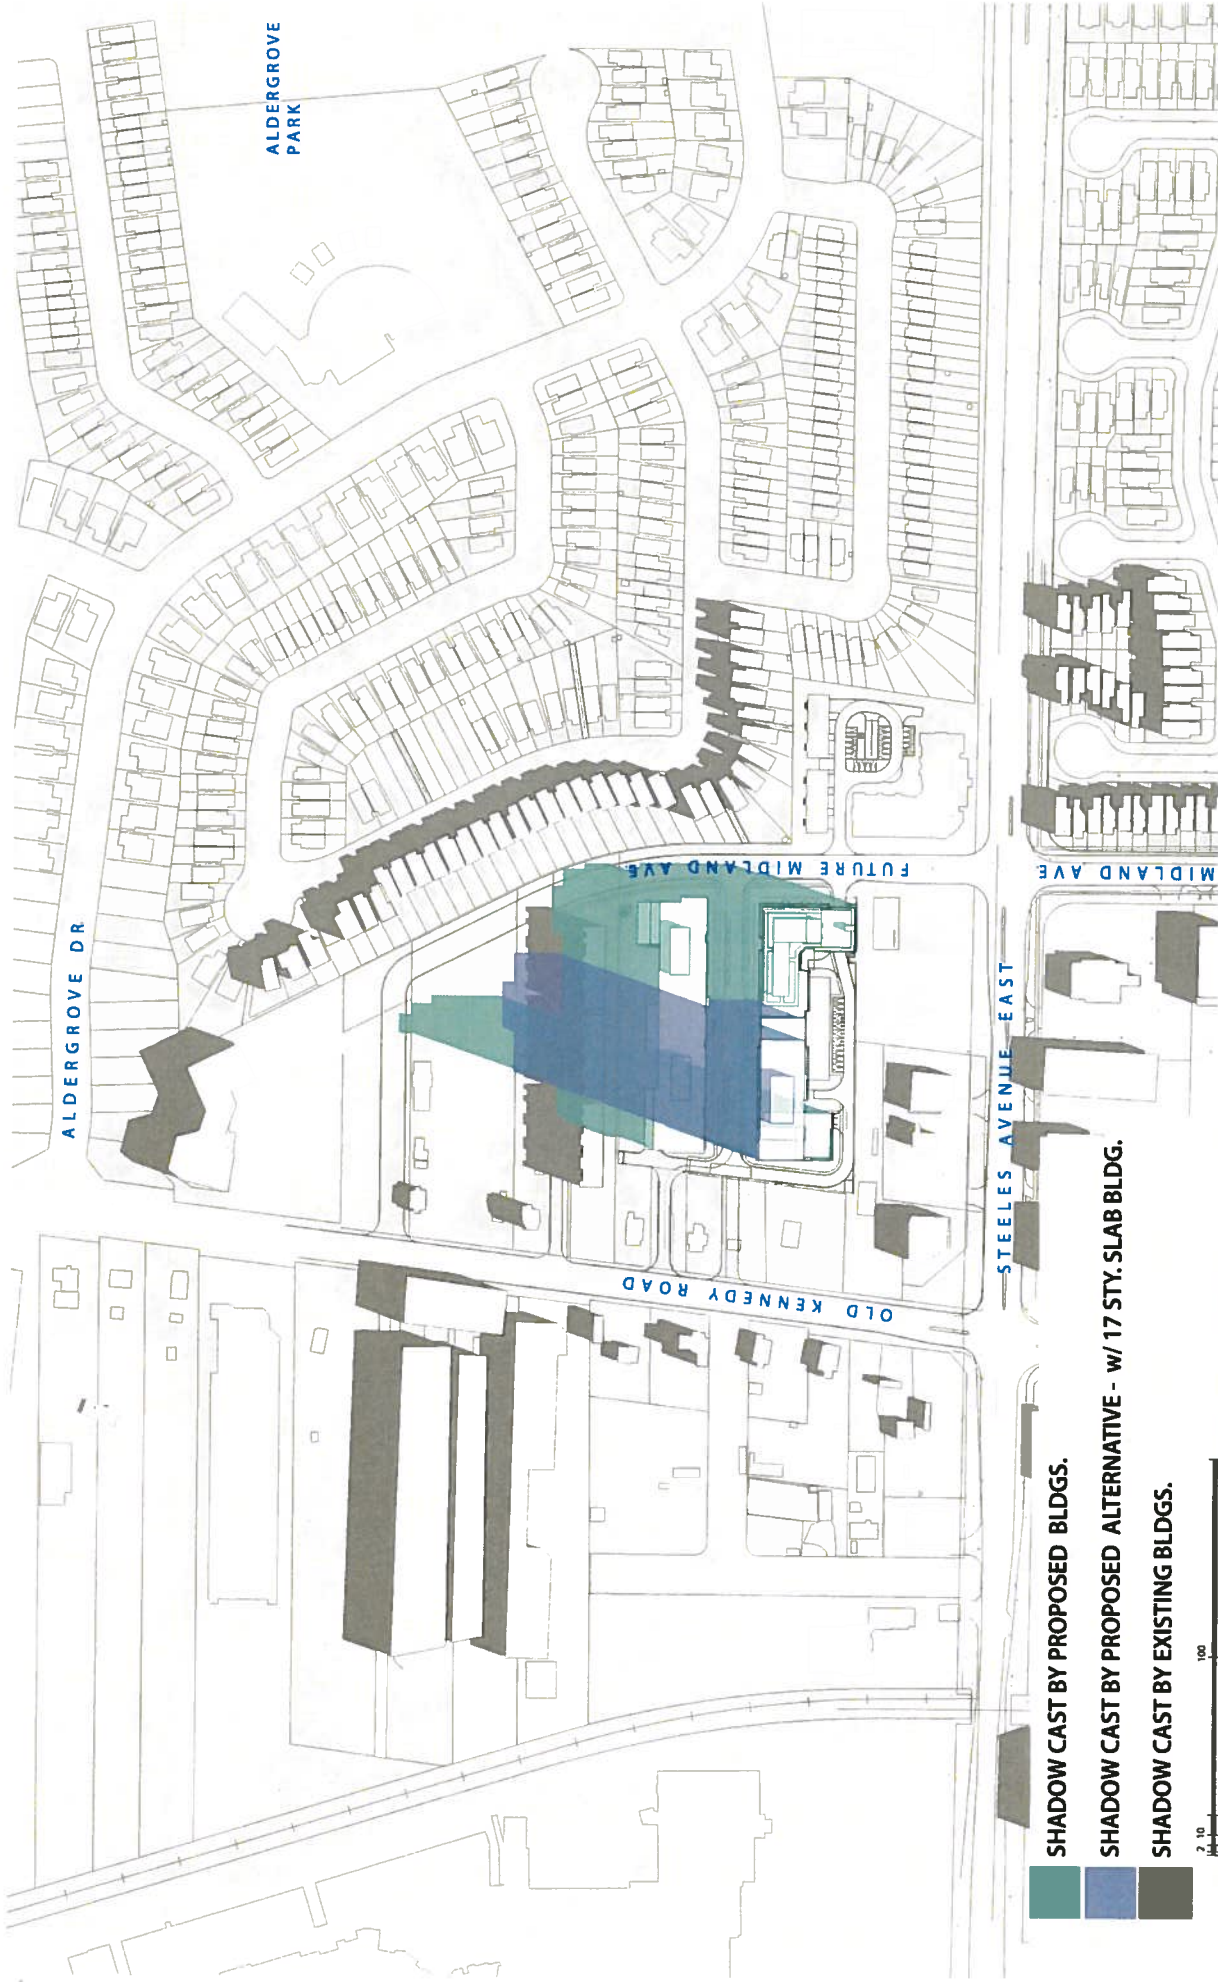 ALDERGROVE
PARK
ALDERGROVE DR
FUTURE MIDLAND AVE
MIDLAND AVE
STEELES AVENUE EAST
OLD KENNEDY ROAD
SHADOW CAST BY PROPOSED BLDGS.
SHADOW CAST BY PROPOSED ALTERNATIVE - w/ 17 STY. SLAB BLDG.
SHADOW CAST BY EXISTING BLDGS.
2 10 100